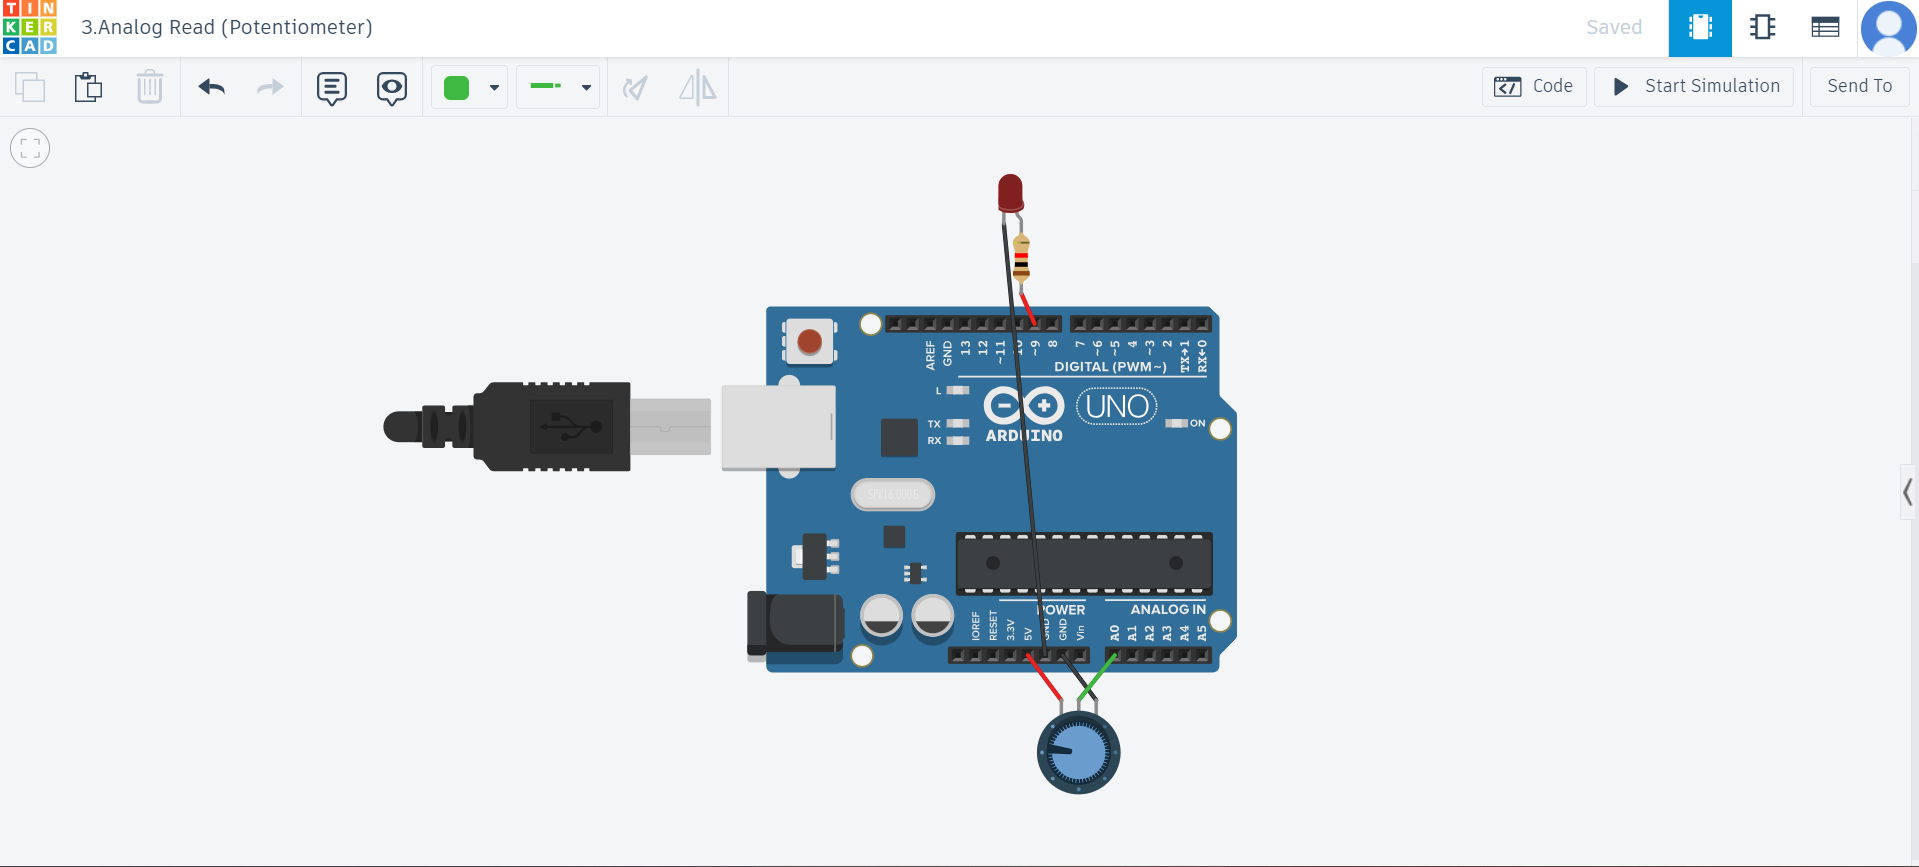 TIN
KER
CAD
3.Analog Read (Potentiometer)
Saved
Code
Start Simulation
Send To
AREF
GND
13
12
~11
10
~9
8
7
~6
~5
4
~3
2
TX→1
RX←0
DIGITAL (PWM~)
L
TX
RX
ARDUINO
UNO
ON
SPK16.000G
POWER
ANALOG IN
IOREF
RESET
3.3V
5V
GND
GND
Vin
A0
A1
A2
A3
A4
A5